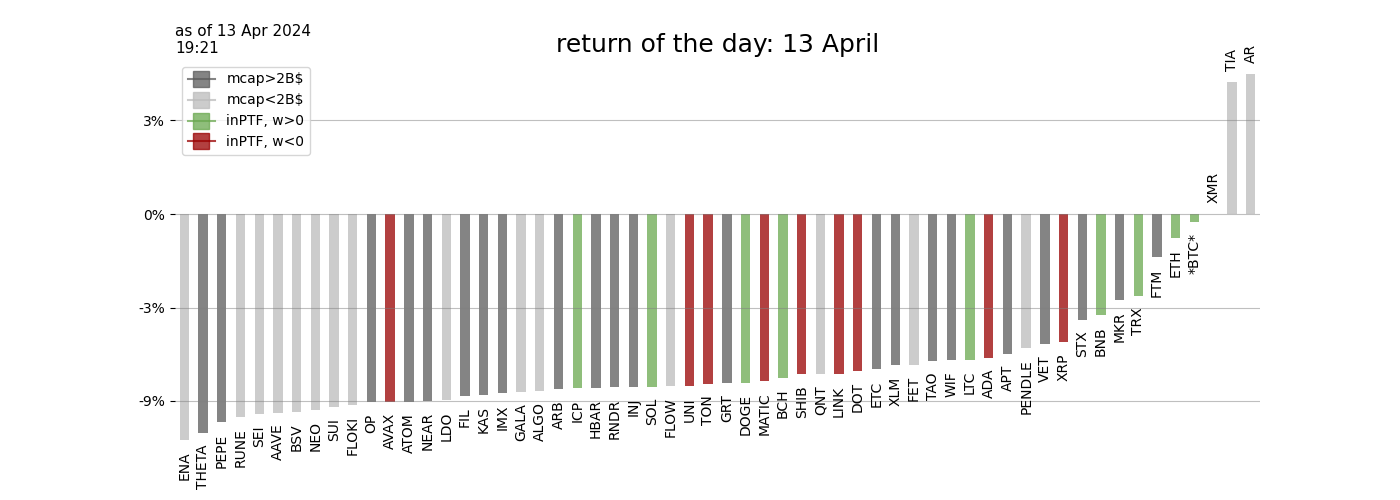 as of 13 Apr 2024
19:21
return of the day: 13 April
mcap>2B$
mcap<2B$
inPTF, w>0
inPTF, w<0
3%
0%
-3%
-9%
ENA
THETA
PEPE
RUNE
SEI
AAVE
BSV
NEO
SUI
FLOKI
OP
AVAX
ATOM
NEAR
LDO
FIL
KAS
IMX
GALA
ALGO
ARB
ICP
HBAR
RNDR
INJ
SOL
FLOW
UNI
TON
GRT
DOGE
MATIC
BCH
SHIB
QNT
LINK
DOT
ETC
XLM
FET
TAO
WIF
LTC
ADA
APT
PENDLE
VET
XRP
STX
BNB
MKR
TRX
FTM
ETH
*BTC*
XMR
TIA
AR